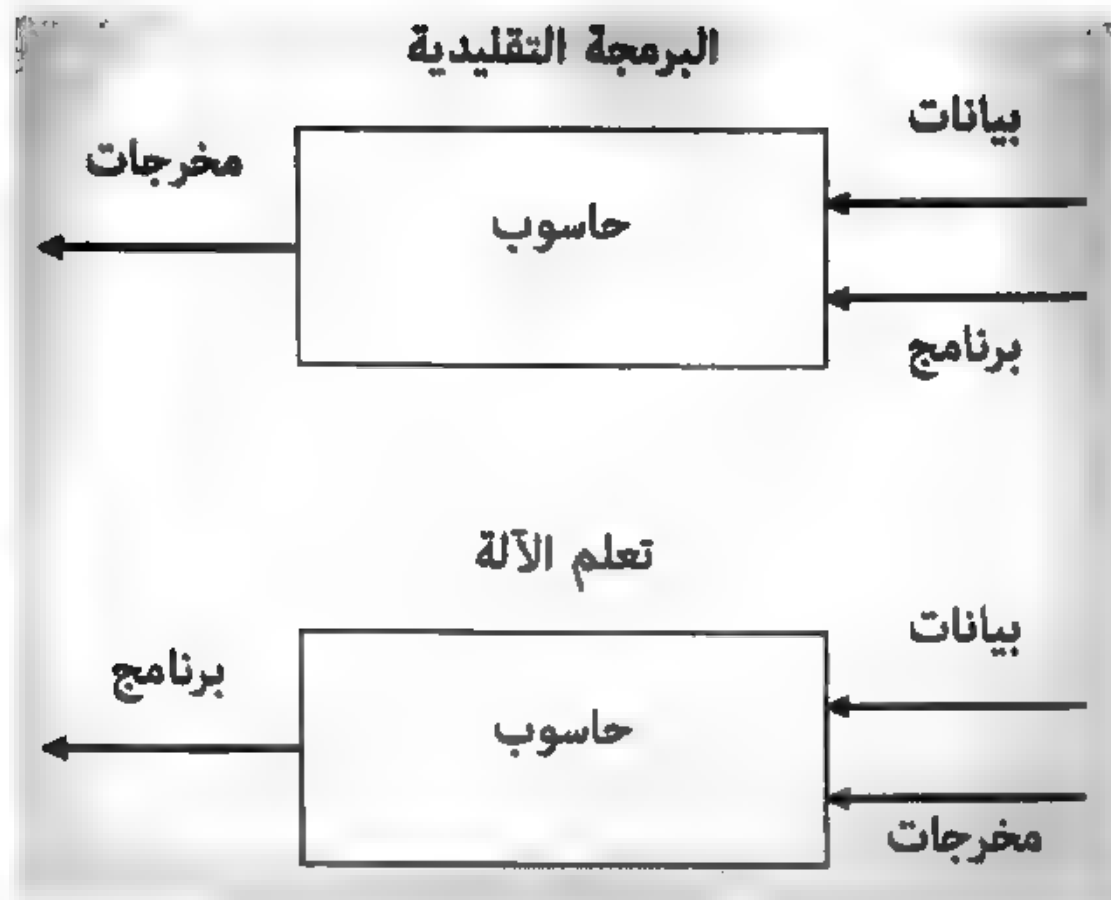 البرمجة التقليدية
بيانات
مخرجات
حاسوب
برنامج
تعلم الآلة
بيانات
برنامج
حاسوب
مخرجات